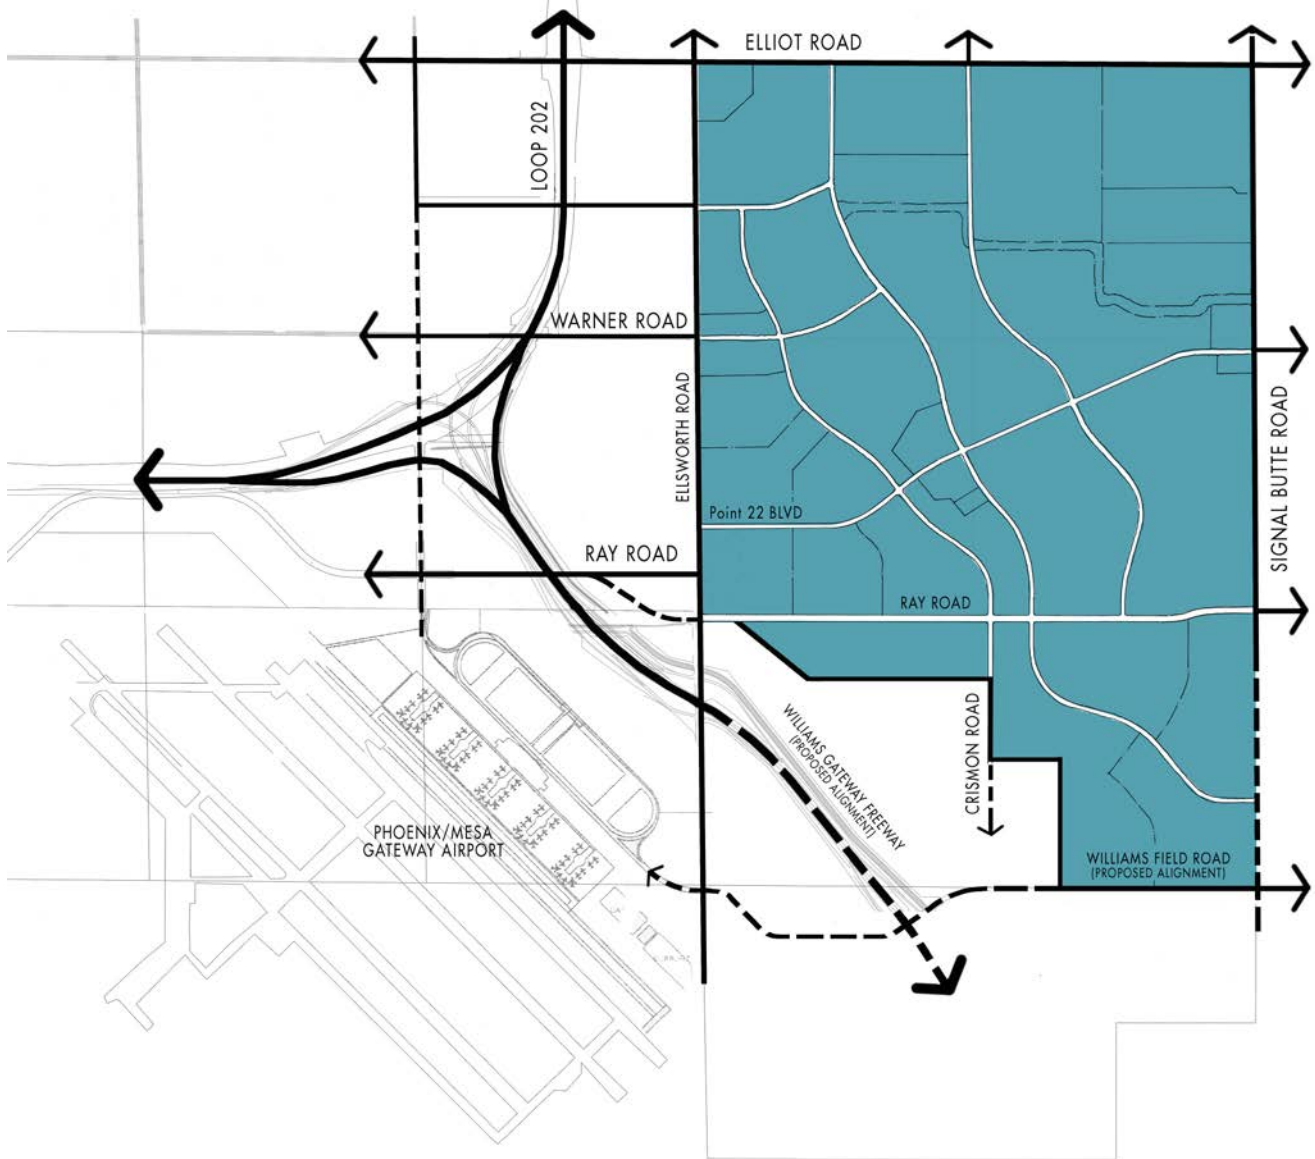 ELLIOT ROAD
LOOP 202
WARNER ROAD
ELLSWORTH ROAD
SIGNAL BUTTE ROAD
Point 22 BLVD
RAY ROAD
RAY ROAD
CRISMON ROAD
WILLIAMS GATEWAY FREEWAY
(PROPOSED ALIGNMENT)
PHOENIX/MESA
GATEWAY AIRPORT
WILLIAMS FIELD ROAD
(PROPOSED ALIGNMENT)